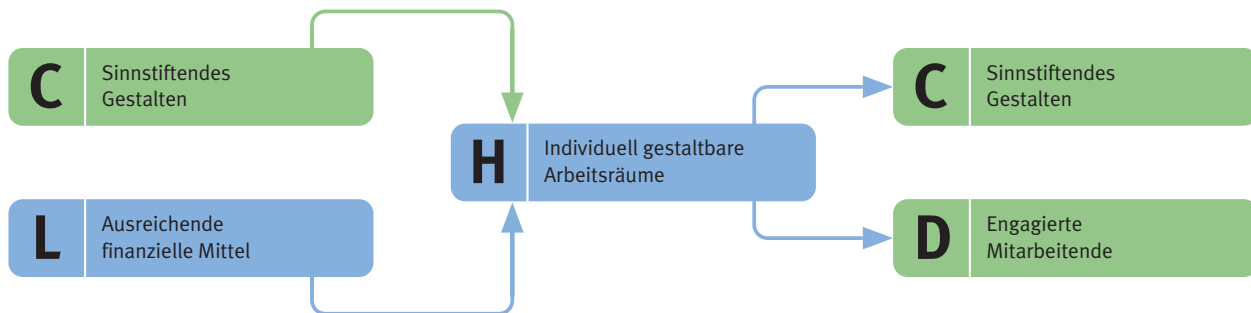 C
Sinnstiftendes
Gestalten
L
Ausreichende
finanzielle Mittel
H
Individuell gestaltbare
Arbeitsräume
C
Sinnstiftendes
Gestalten
D
Engagierte
Mitarbeitende